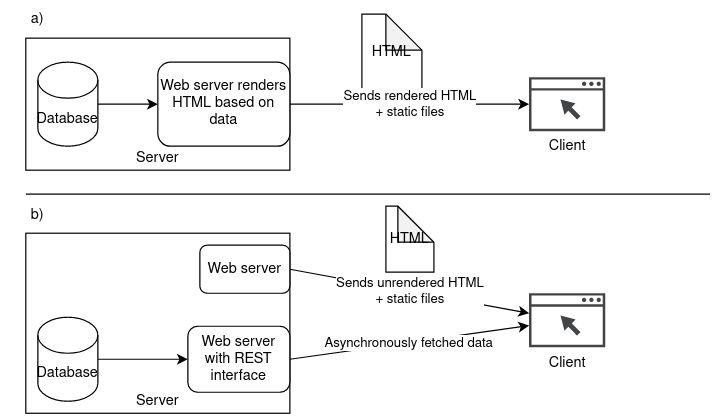 a)
HTML
Web server renders
HTML based on
data
Database
Sends rendered HTML
+ static files
Server
Client
b)
HTML
Web server
Sends unrendered HTML
+ static files
Web server
with REST
interface
Asynchronously fetched data
Database
Client
Server